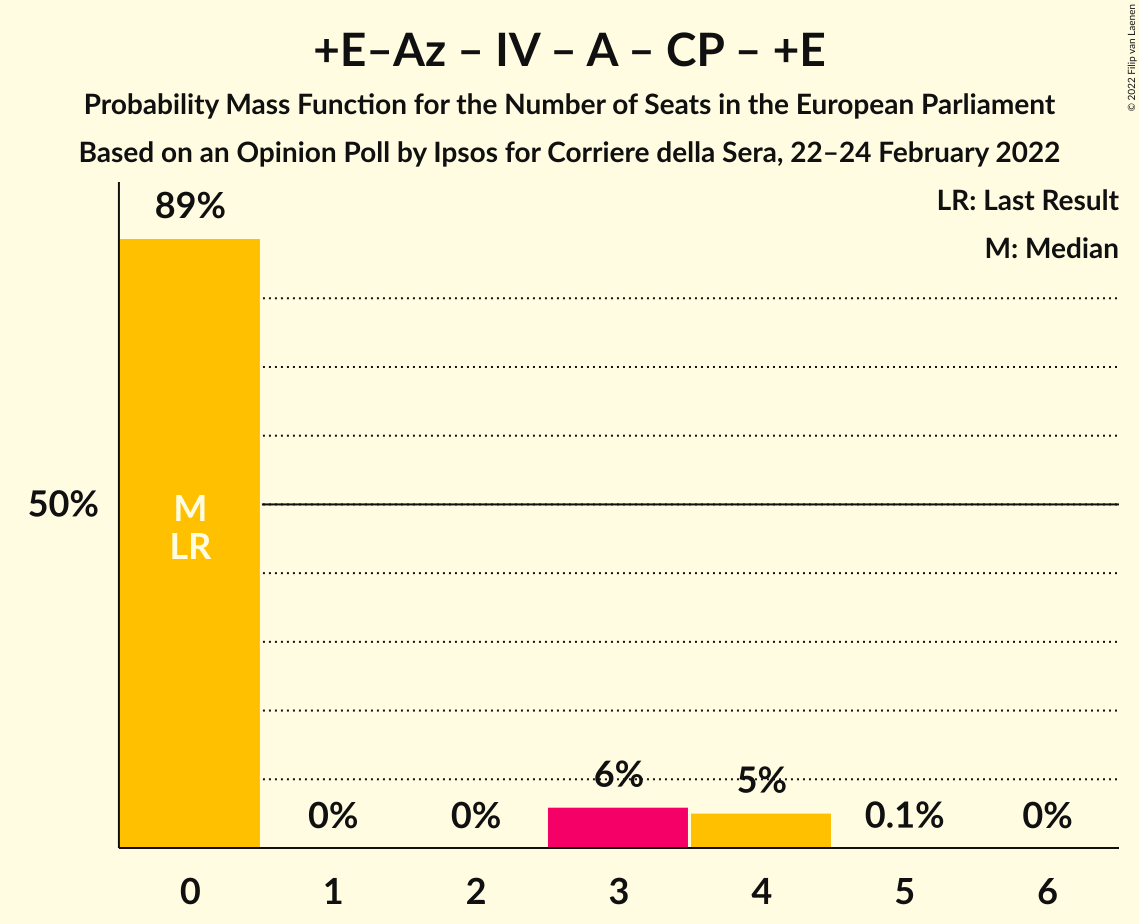 +E–Az – IV – A – CP – +E
Probability Mass Function for the Number of Seats in the European Parliament
Based on an Opinion Poll by Ipsos for Corriere della Sera, 22–24 February 2022
© 2022 Filip van Laenen
LR: Last Result
M: Median
89%
50%
M
LR
0%
0%
6%
5%
0.1%
0%
0 1 2 3 4 5 6